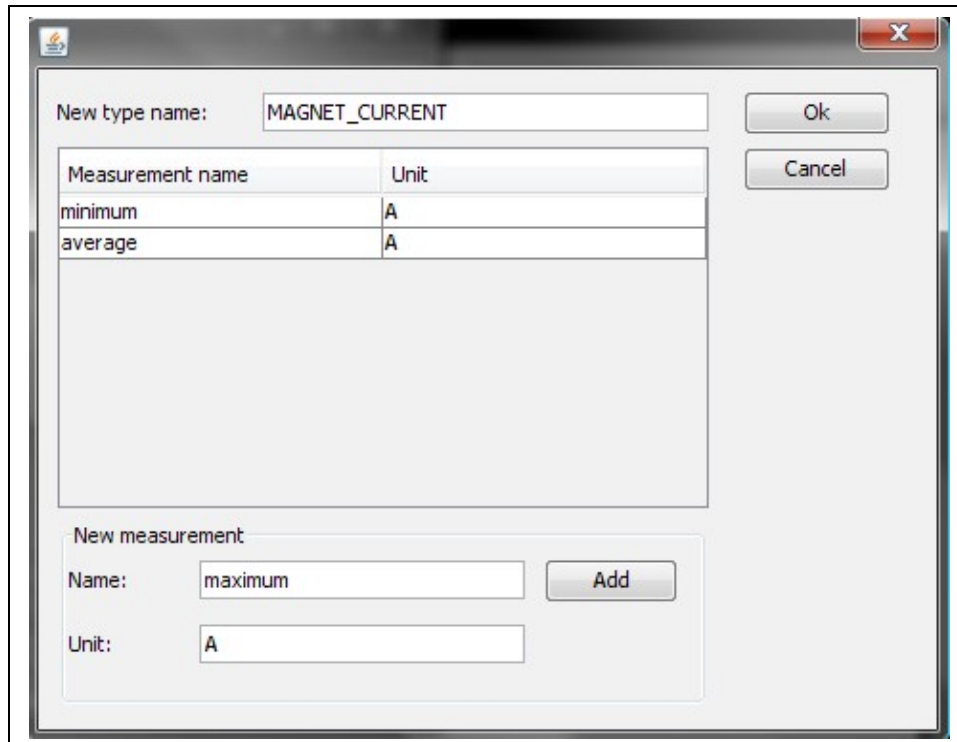 New type name: MAGNET_CURRENT Ok
Cancel
Measurement name Unit
minimum A
average A
New measurement
Name: maximum Add
Unit: A